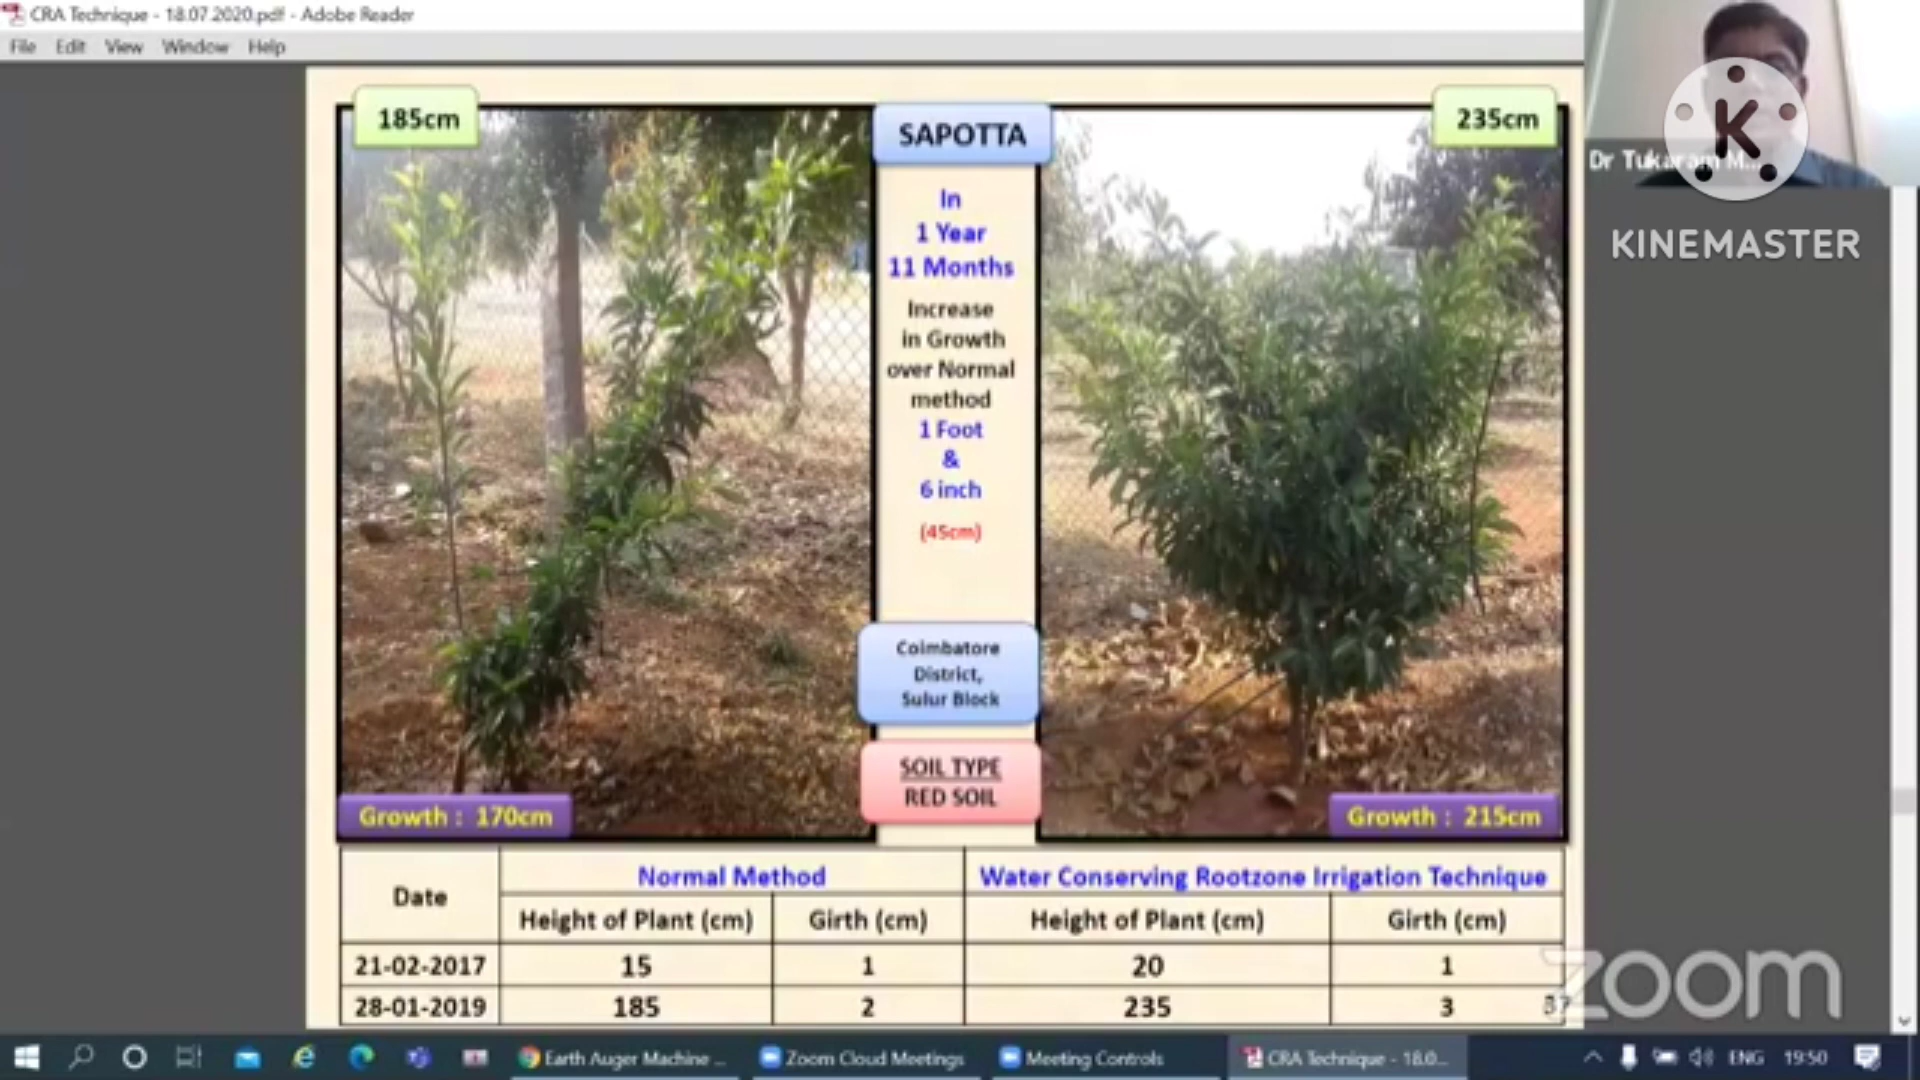 CRA Technique - 18.07.2020.pdf - Adobe Reader
File Edit View Window Help
185cm
SAPOTTA
235cm
In
1 Year
11 Months
Increase
in Growth
over Normal
method
1 Foot
&
6 inch
(45cm)
Coimbatore
District,
Sulur Block
SOIL TYPE
RED SOIL
Growth : 170cm
Growth : 215cm
Date
Normal Method
Water Conserving Rootzone Irrigation Technique
Height of Plant (cm) Girth (cm) Height of Plant (cm) Girth (cm)
21-02-2017 15 1 20 1
28-01-2019 185 2 235 3
Dr Tukaram M...
K
KINEMASTER
zoom
Earth Auger Machine ... Zoom Cloud Meetings Meeting Controls CRA Technique - 18.0... ENG 19:50